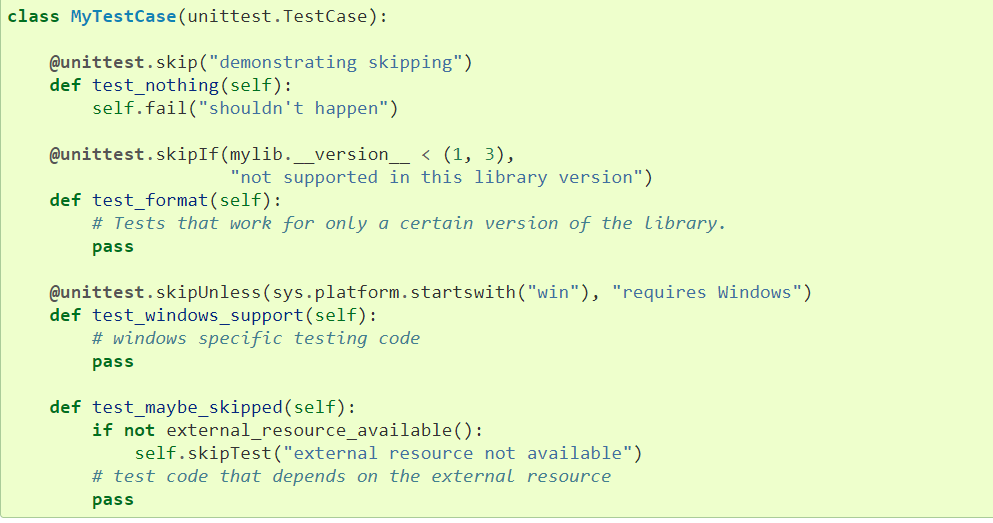 class MyTestCase(unittest.TestCase):

    @unittest.skip("demonstrating skipping")
    def test_nothing(self):
        self.fail("shouldn't happen")

    @unittest.skipIf(mylib.__version__ < (1, 3),
                     "not supported in this library version")
    def test_format(self):
        # Tests that work for only a certain version of the library.
        pass

    @unittest.skipUnless(sys.platform.startswith("win"), "requires Windows")
    def test_windows_support(self):
        # windows specific testing code
        pass

    def test_maybe_skipped(self):
        if not external_resource_available():
            self.skipTest("external resource not available")
        # test code that depends on the external resource
        pass